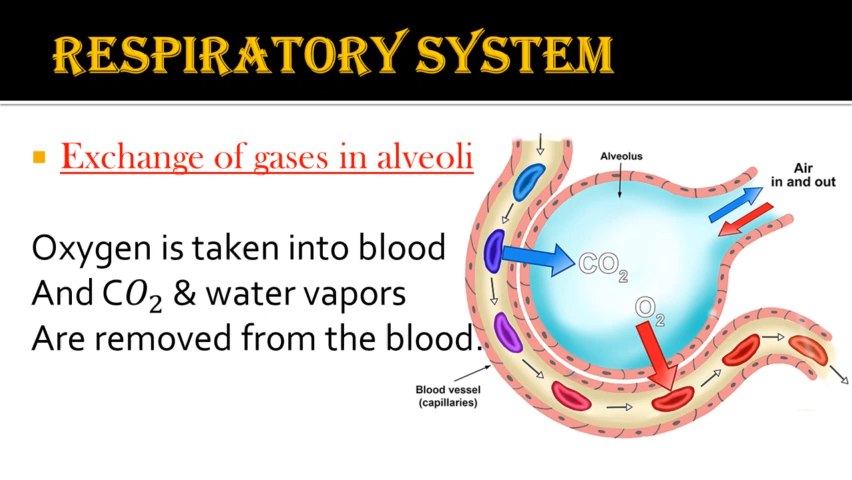 RESPIRATORY SYSTEM
Exchange of gases in alveoli
Oxygen is taken into blood
And CO₂ & water vapors
Are removed from the blood.
Alveolus
Air
in and out
CO₂
O₂
Blood vessel
(capillaries)